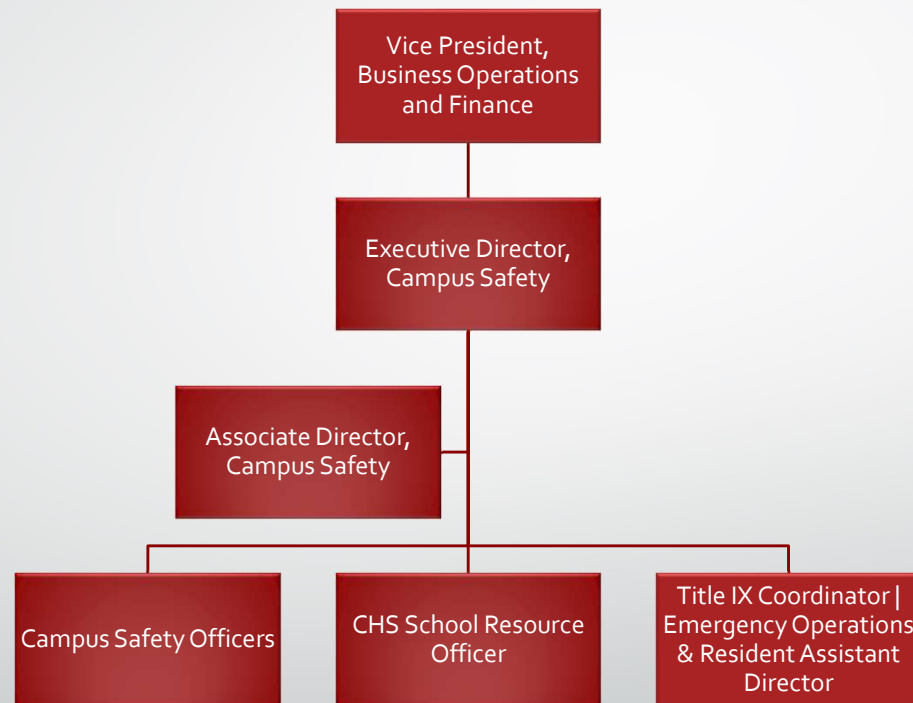 Vice President,
Business Operations
and Finance
Executive Director,
Campus Safety
Associate Director,
Campus Safety
Campus Safety Officers
CHS School Resource
Officer
Title IX Coordinator |
Emergency Operations
& Resident Assistant
Director